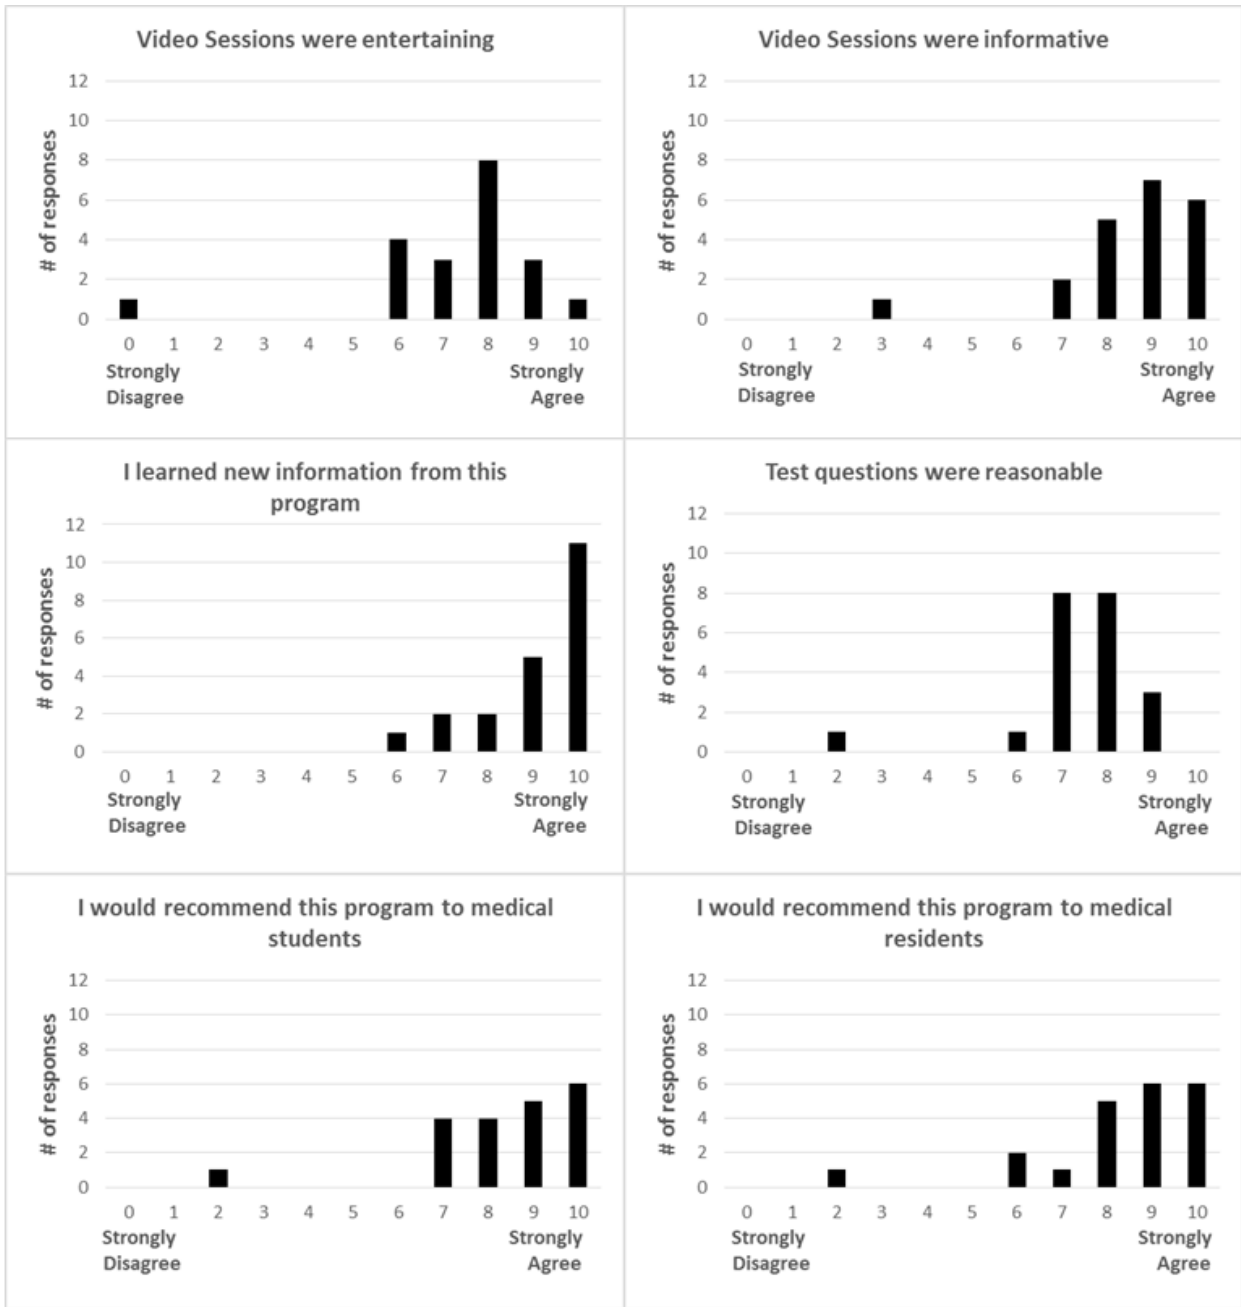 Video Sessions were entertaining
12
10
8
6
4
2
0
# of responses
0 1 2 3 4 5 6 7 8 9 10
Strongly Strongly
Disagree Agree
Video Sessions were informative
12
10
8
6
4
2
0
# of responses
0 1 2 3 4 5 6 7 8 9 10
Strongly Strongly
Disagree Agree
I learned new information from this
program
12
10
8
6
4
2
0
# of responses
0 1 2 3 4 5 6 7 8 9 10
Strongly Strongly
Disagree Agree
Test questions were reasonable
12
10
8
6
4
2
0
# of responses
0 1 2 3 4 5 6 7 8 9 10
Strongly Strongly
Disagree Agree
I would recommend this program to medical
students
12
10
8
6
4
2
0
# of responses
0 1 2 3 4 5 6 7 8 9 10
Strongly Strongly
Disagree Agree
I would recommend this program to medical
residents
12
10
8
6
4
2
0
# of responses
0 1 2 3 4 5 6 7 8 9 10
Strongly Strongly
Disagree Agree